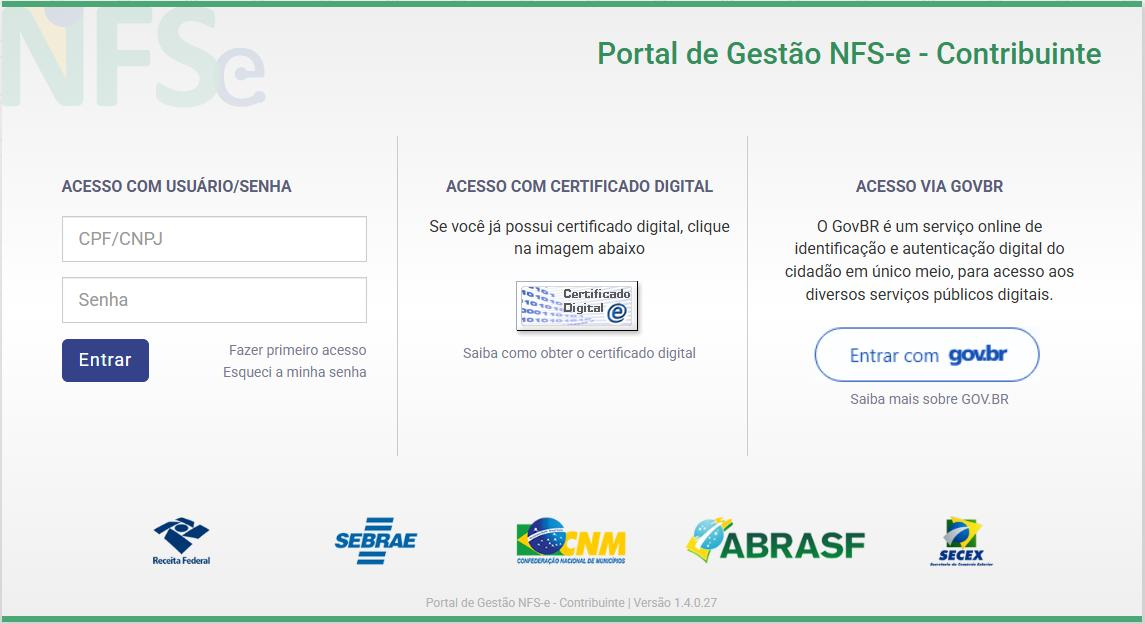 NFSe
Portal de Gestão NFS-e - Contribuinte
ACESSO COM USUÁRIO/SENHA
CPF/CNPJ
Senha
Entrar
Fazer primeiro acesso
Esqueci a minha senha
ACESSO COM CERTIFICADO DIGITAL
Se você já possui certificado digital, clique
na imagem abaixo
Certificado
Digital e
Saiba como obter o certificado digital
ACESSO VIA GOVBR
O GovBR é um serviço online de
identificação e autenticação digital do
cidadão em único meio, para acesso aos
diversos serviços públicos digitais.
Entrar com gov.br
Saiba mais sobre GOV.BR
Receita Federal
SEBRAE
CNM
CONFEDERAÇÃO NACIONAL DE MUNICÍPIOS
ABRASF
SECEX
Secretaria de Comércio Exterior
Portal de Gestão NFS-e - Contribuinte | Versão 1.4.0.27